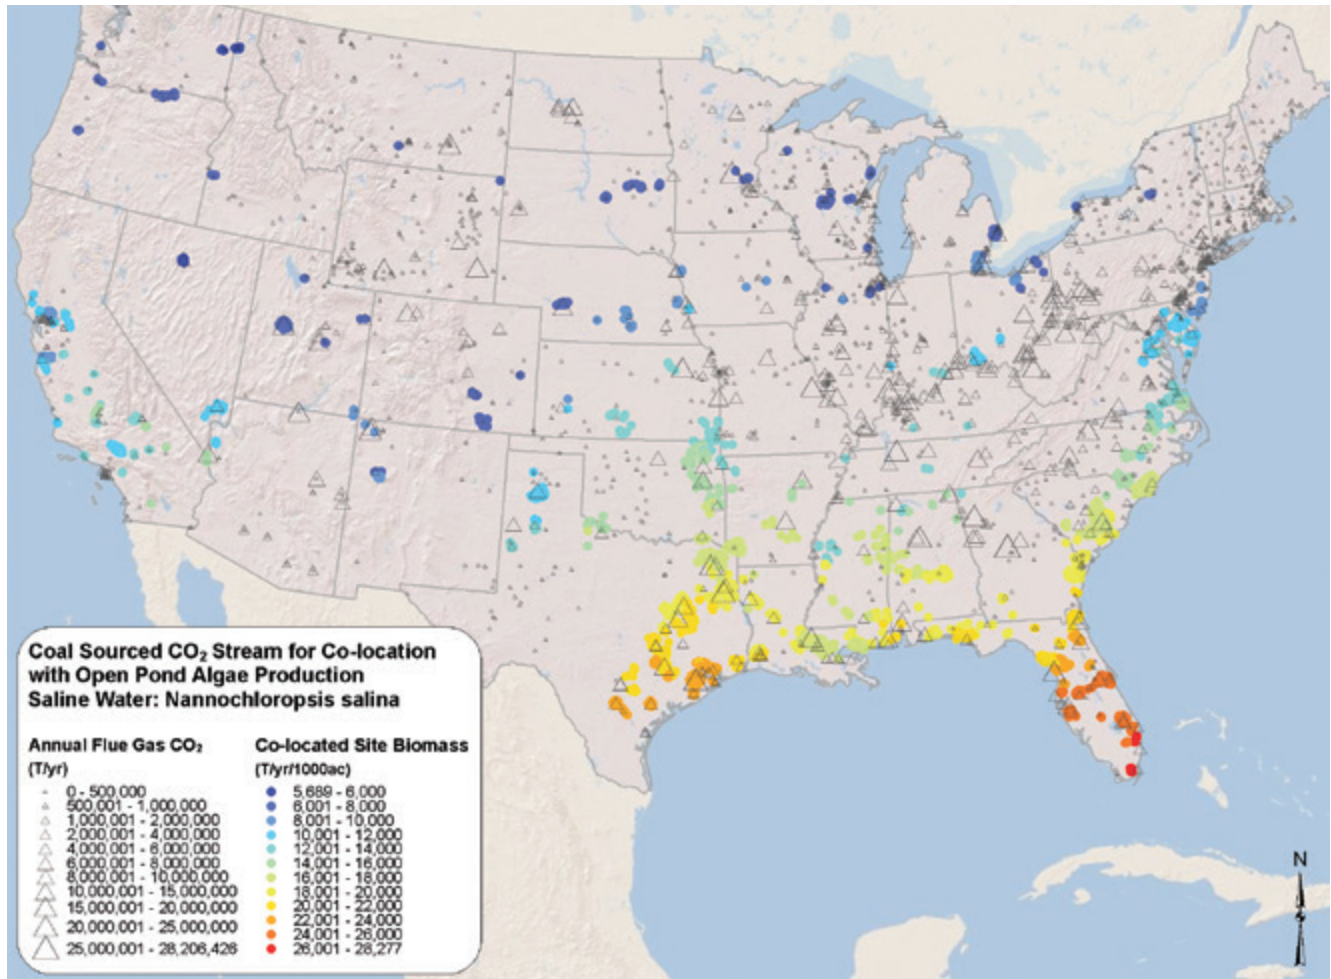 Coal Sourced CO₂ Stream for Co-location
with Open Pond Algae Production
Saline Water: Nannochloropsis salina
Annual Flue Gas CO₂
(T/yr)
0 - 500,000
500,001 - 1,000,000
1,000,001 - 2,000,000
2,000,001 - 4,000,000
4,000,001 - 6,000,000
6,000,001 - 8,000,000
8,000,001 - 10,000,000
10,000,001 - 15,000,000
15,000,001 - 20,000,000
20,000,001 - 25,000,000
25,000,001 - 28,206,426
Co-located Site Biomass
(T/yr/1000ac)
5,689 - 6,000
6,001 - 8,000
8,001 - 10,000
10,001 - 12,000
12,001 - 14,000
14,001 - 16,000
16,001 - 18,000
18,001 - 20,000
20,001 - 22,000
22,001 - 24,000
24,001 - 26,000
26,001 - 28,277
N